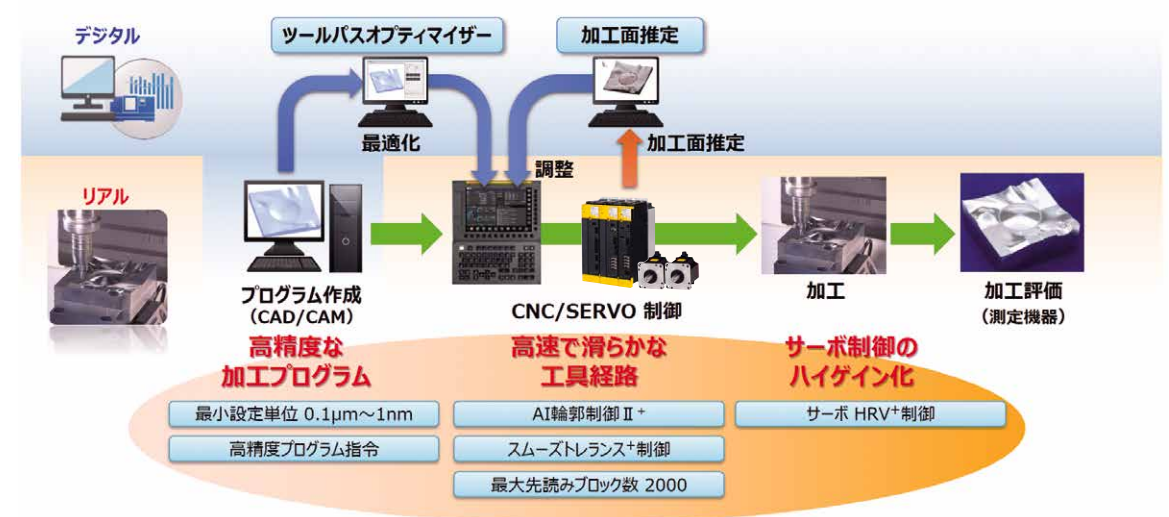 デジタル
ツールパスオプティマイザー
加工面推定
最適化
加工面推定
調整
リアル
プログラム作成
（CAD/CAM）
CNC/SERVO 制御
加工
加工評価
（測定機器）
高精度な
加工プログラム
高速で滑らかな
工具経路
サーボ制御の
ハイゲイン化
最小設定単位 0.1μm～1nm
高精度プログラム指令
AI輪郭制御Ⅱ⁺
スムーズトレランス⁺制御
最大先読みブロック数 2000
サーボ HRV⁺制御